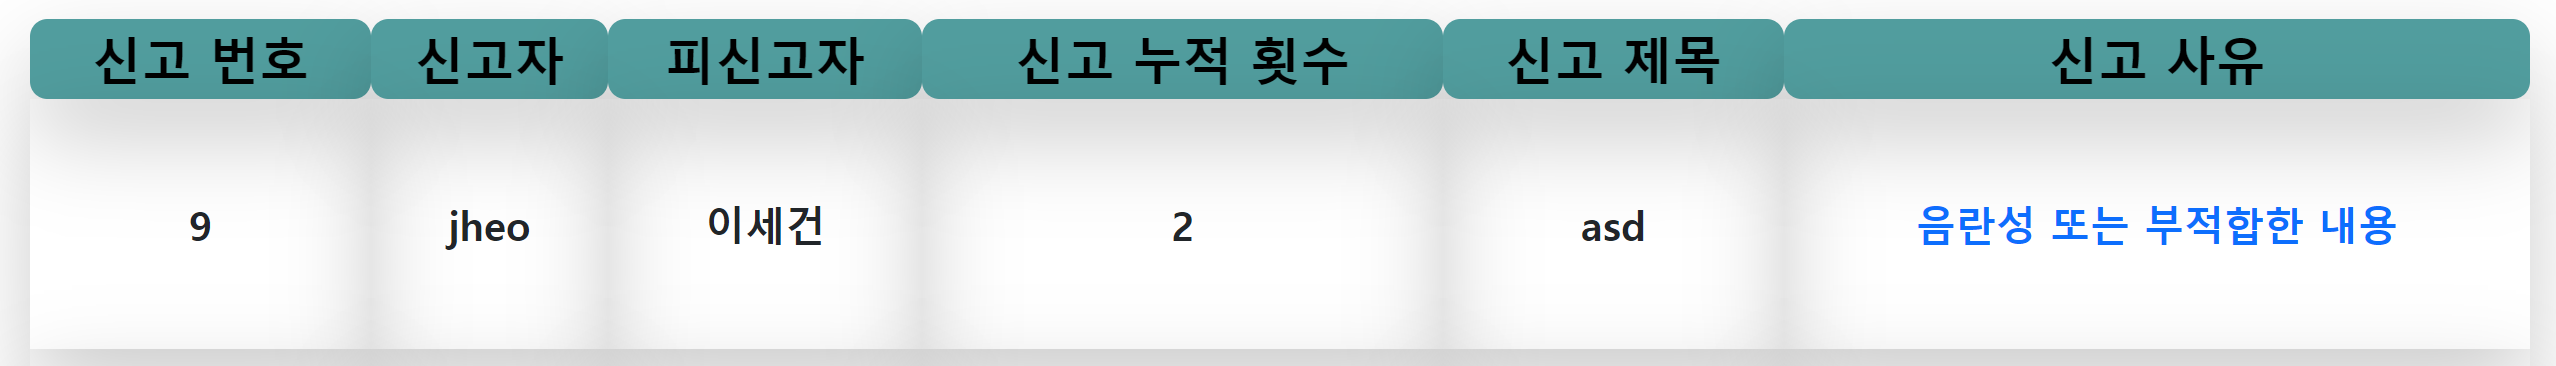 신고 번호 신고자 피신고자 신고 누적 횟수 신고 제목 신고 사유
9 jheo 이세건 2 asd 음란성 또는 부적합한 내용